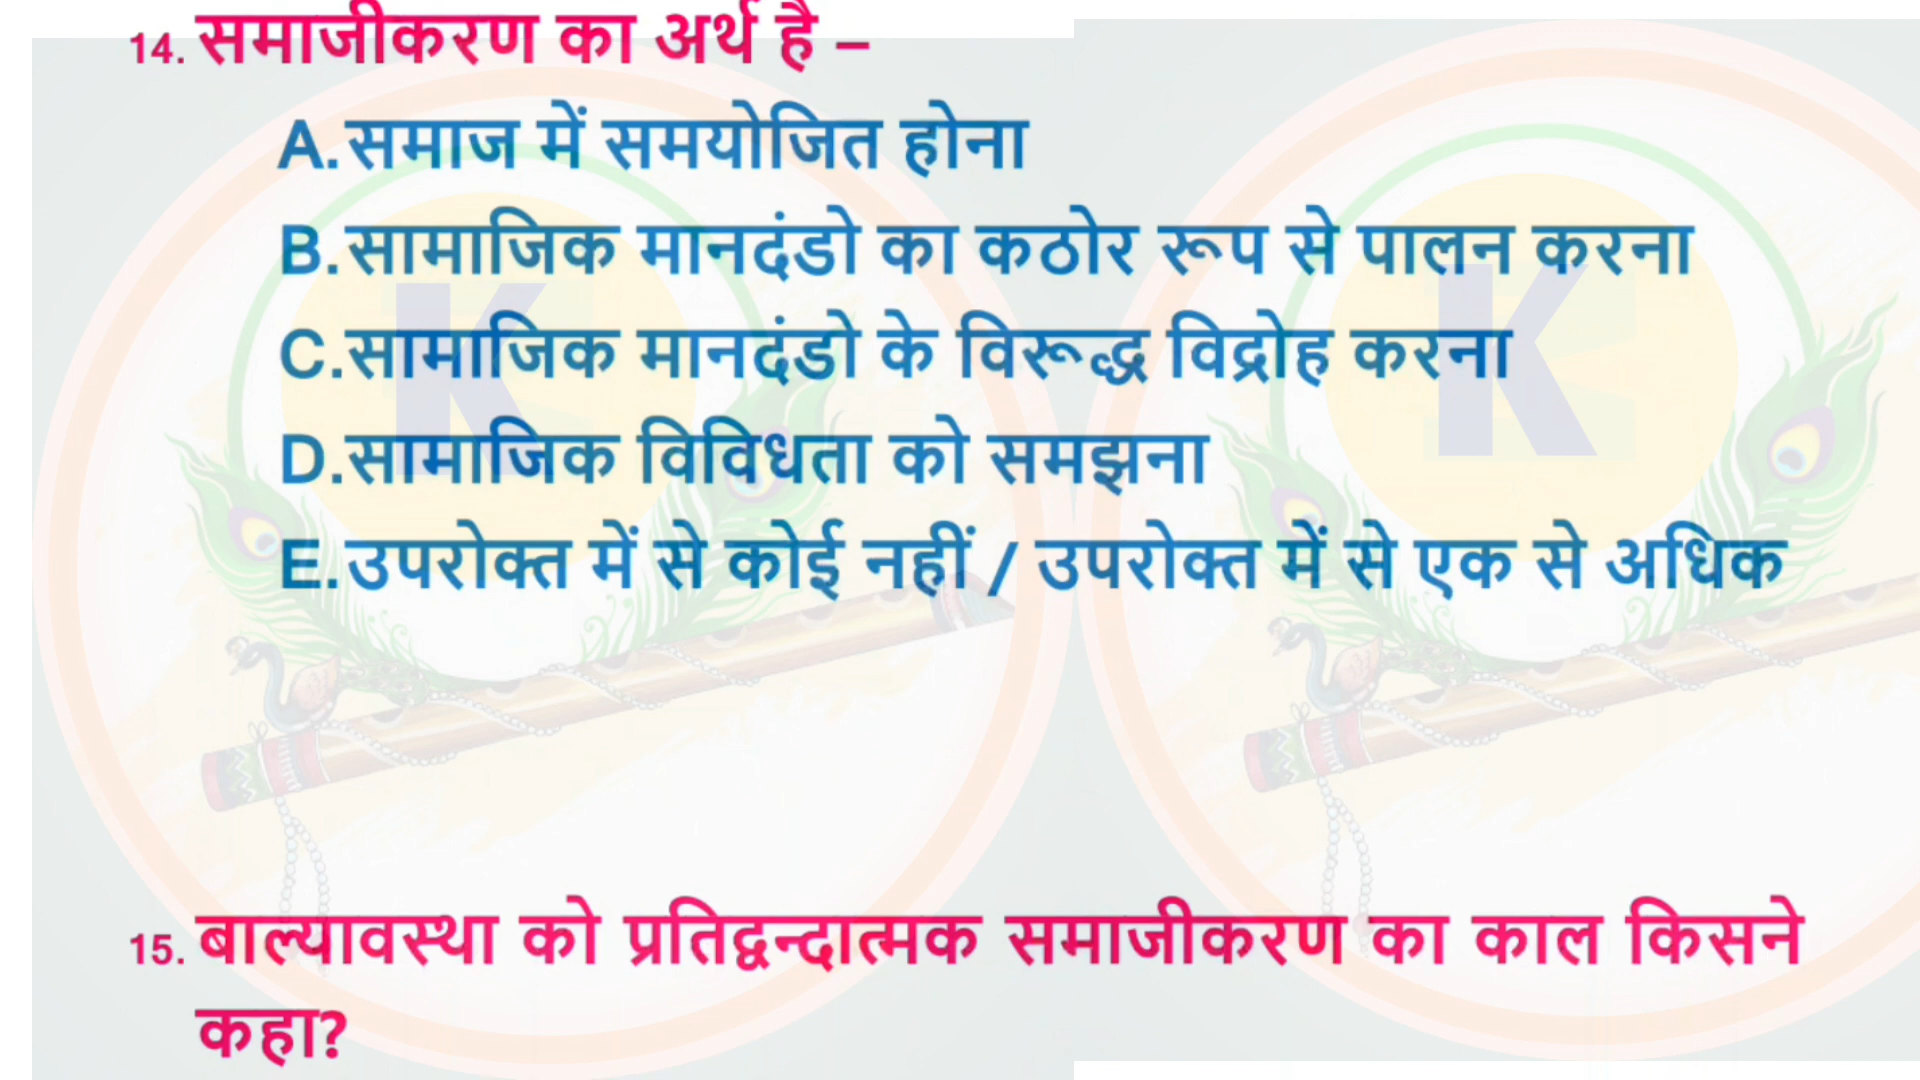 14. समाजीकरण का अर्थ है –
A.समाज में समयोजित होना
B.सामाजिक मानदंडो का कठोर रूप से पालन करना
C.सामाजिक मानदंडो के विरूद्ध विद्रोह करना
D.सामाजिक विविधता को समझना
E.उपरोक्त में से कोई नहीं / उपरोक्त में से एक से अधिक
15. बाल्यावस्था को प्रतिद्वन्दात्मक समाजीकरण का काल किसने
कहा?
K
K